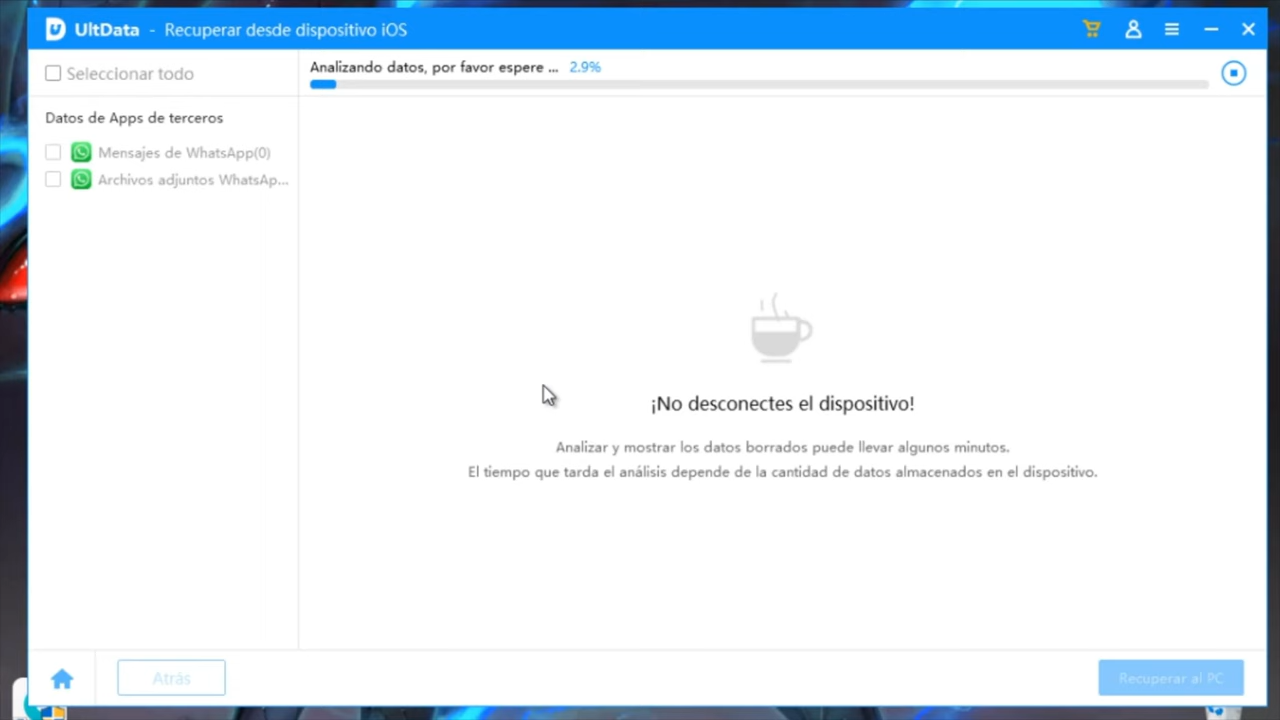 UltData - Recuperar desde dispositivo iOS
Seleccionar todo
Analizando datos, por favor espere ... 2.9%
Datos de Apps de terceros
Mensajes de WhatsApp(0)
Archivos adjuntos WhatsAp...
¡No desconectes el dispositivo!
Analizar y mostrar los datos borrados puede llevar algunos minutos.
El tiempo que tarda el análisis depende de la cantidad de datos almacenados en el dispositivo.
Atrás
Recuperar al PC